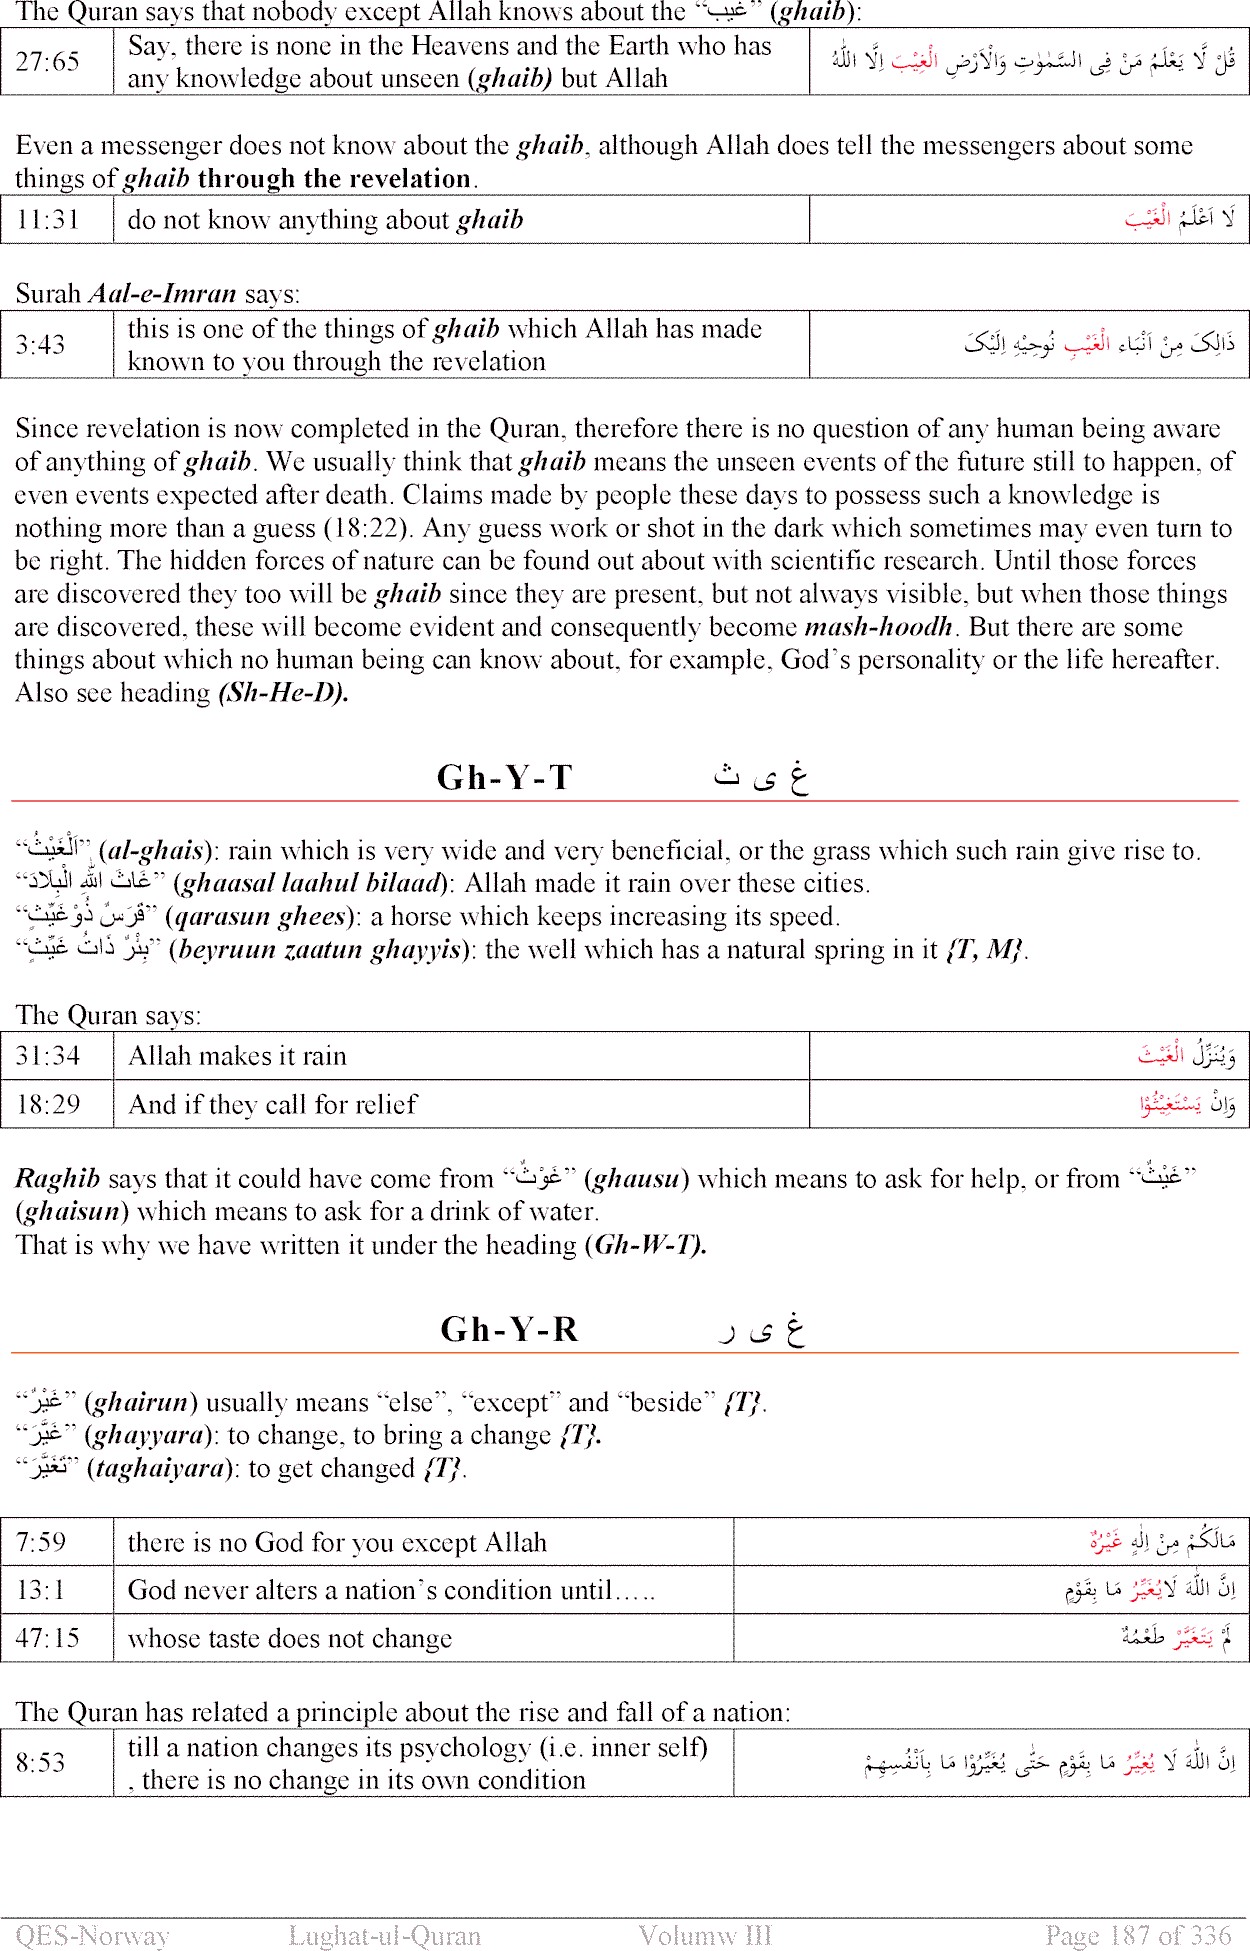 The Quran says that nobody except Allah knows about the “غيب” (ghaib):
27:65 Say, there is none in the Heavens and the Earth who has any knowledge about unseen (ghaib) but Allah قُلْ لَّا يَعْلَمُ مَنْ فِى السَّمٰوٰتِ وَالْاَرْضِ الْغَيْبَ اِلَّا اللّٰهُ
Even a messenger does not know about the ghaib, although Allah does tell the messengers about some
things of ghaib through the revelation.
11:31 do not know anything about ghaib لَا اَعْلَمُ الْغَيْبَ
Surah Aal-e-Imran says:
3:43 this is one of the things of ghaib which Allah has made known to you through the revelation ذَالِكَ مِنْ اَنْبَاء الْغَيْبِ نُوحِيْهِ اِلَيْكَ
Since revelation is now completed in the Quran, therefore there is no question of any human being aware
of anything of ghaib. We usually think that ghaib means the unseen events of the future still to happen, of
even events expected after death. Claims made by people these days to possess such a knowledge is
nothing more than a guess (18:22). Any guess work or shot in the dark which sometimes may even turn to
be right. The hidden forces of nature can be found out about with scientific research. Until those forces
are discovered they too will be ghaib since they are present, but not always visible, but when those things
are discovered, these will become evident and consequently become mash-hoodh. But there are some
things about which no human being can know about, for example, God’s personality or the life hereafter.
Also see heading (Sh-He-D).
Gh-Y-T غ ى ث
“اَلْغَيْثُ” (al-ghais): rain which is very wide and very beneficial, or the grass which such rain give rise to.
“غَاثَ اللّٰهِ الْبِلَادَ” (ghaasal laahul bilaad): Allah made it rain over these cities.
“فَرَسٌ ذُوْغَيِّثٍ” (qarasun ghees): a horse which keeps increasing its speed.
“بِئْرٌ ذَاتُ غَيِّثٍ” (beyruun zaatun ghayyis): the well which has a natural spring in it {T, M}.
The Quran says:
31:34 Allah makes it rain وَيُنَزِّلُ الْغَيْثَ
18:29 And if they call for relief وَاِنْ يَسْتَغِيْثُوْا
Raghib says that it could have come from “غَوْثٌ” (ghausu) which means to ask for help, or from “غَيْثٌ”
(ghaisun) which means to ask for a drink of water.
That is why we have written it under the heading (Gh-W-T).
Gh-Y-R غ ى ر
“غَيْرٌ” (ghairun) usually means “else”, “except” and “beside” {T}.
“غَيَّرَ” (ghayyara): to change, to bring a change {T}.
“تَغَيَّرَ” (taghaiyara): to get changed {T}.
7:59 there is no God for you except Allah مَالَكُمْ مِنْ اِلٰهٍ غَيْرُهٌ
13:1 God never alters a nation’s condition until….. اِنَّ اللّٰهَ لَايُغَيِّرُ مَا بِقَوْمٍ
47:15 whose taste does not change لَمْ يَتَغَيَّرْ طَعْمُهٌ
The Quran has related a principle about the rise and fall of a nation:
8:53 till a nation changes its psychology (i.e. inner self) , there is no change in its own condition اِنَّ اللّٰهَ لَا يُغَيِّرُ مَا بِقَوْمٍ حَتّٰى يُغَيِّرُوْا مَا بِاَنْفُسِهِمْ
QES-Norway Lughat-ul-Quran Volumw III Page 187 of 336